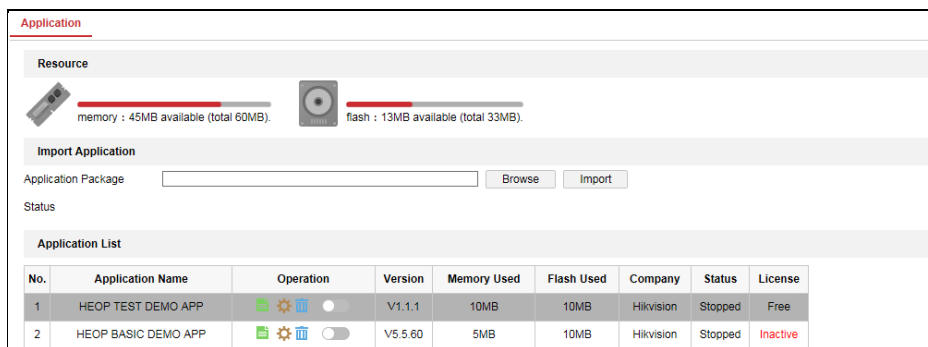 Application
Resource
memory : 45MB available (total 60MB). flash : 13MB available (total 33MB).
Import Application
Application Package Browse Import
Status
Application List
No. Application Name Operation Version Memory Used Flash Used Company Status License
1 HEOP TEST DEMO APP V1.1.1 10MB 10MB Hikvision Stopped Free
2 HEOP BASIC DEMO APP V5.5.60 5MB 10MB Hikvision Stopped Inactive